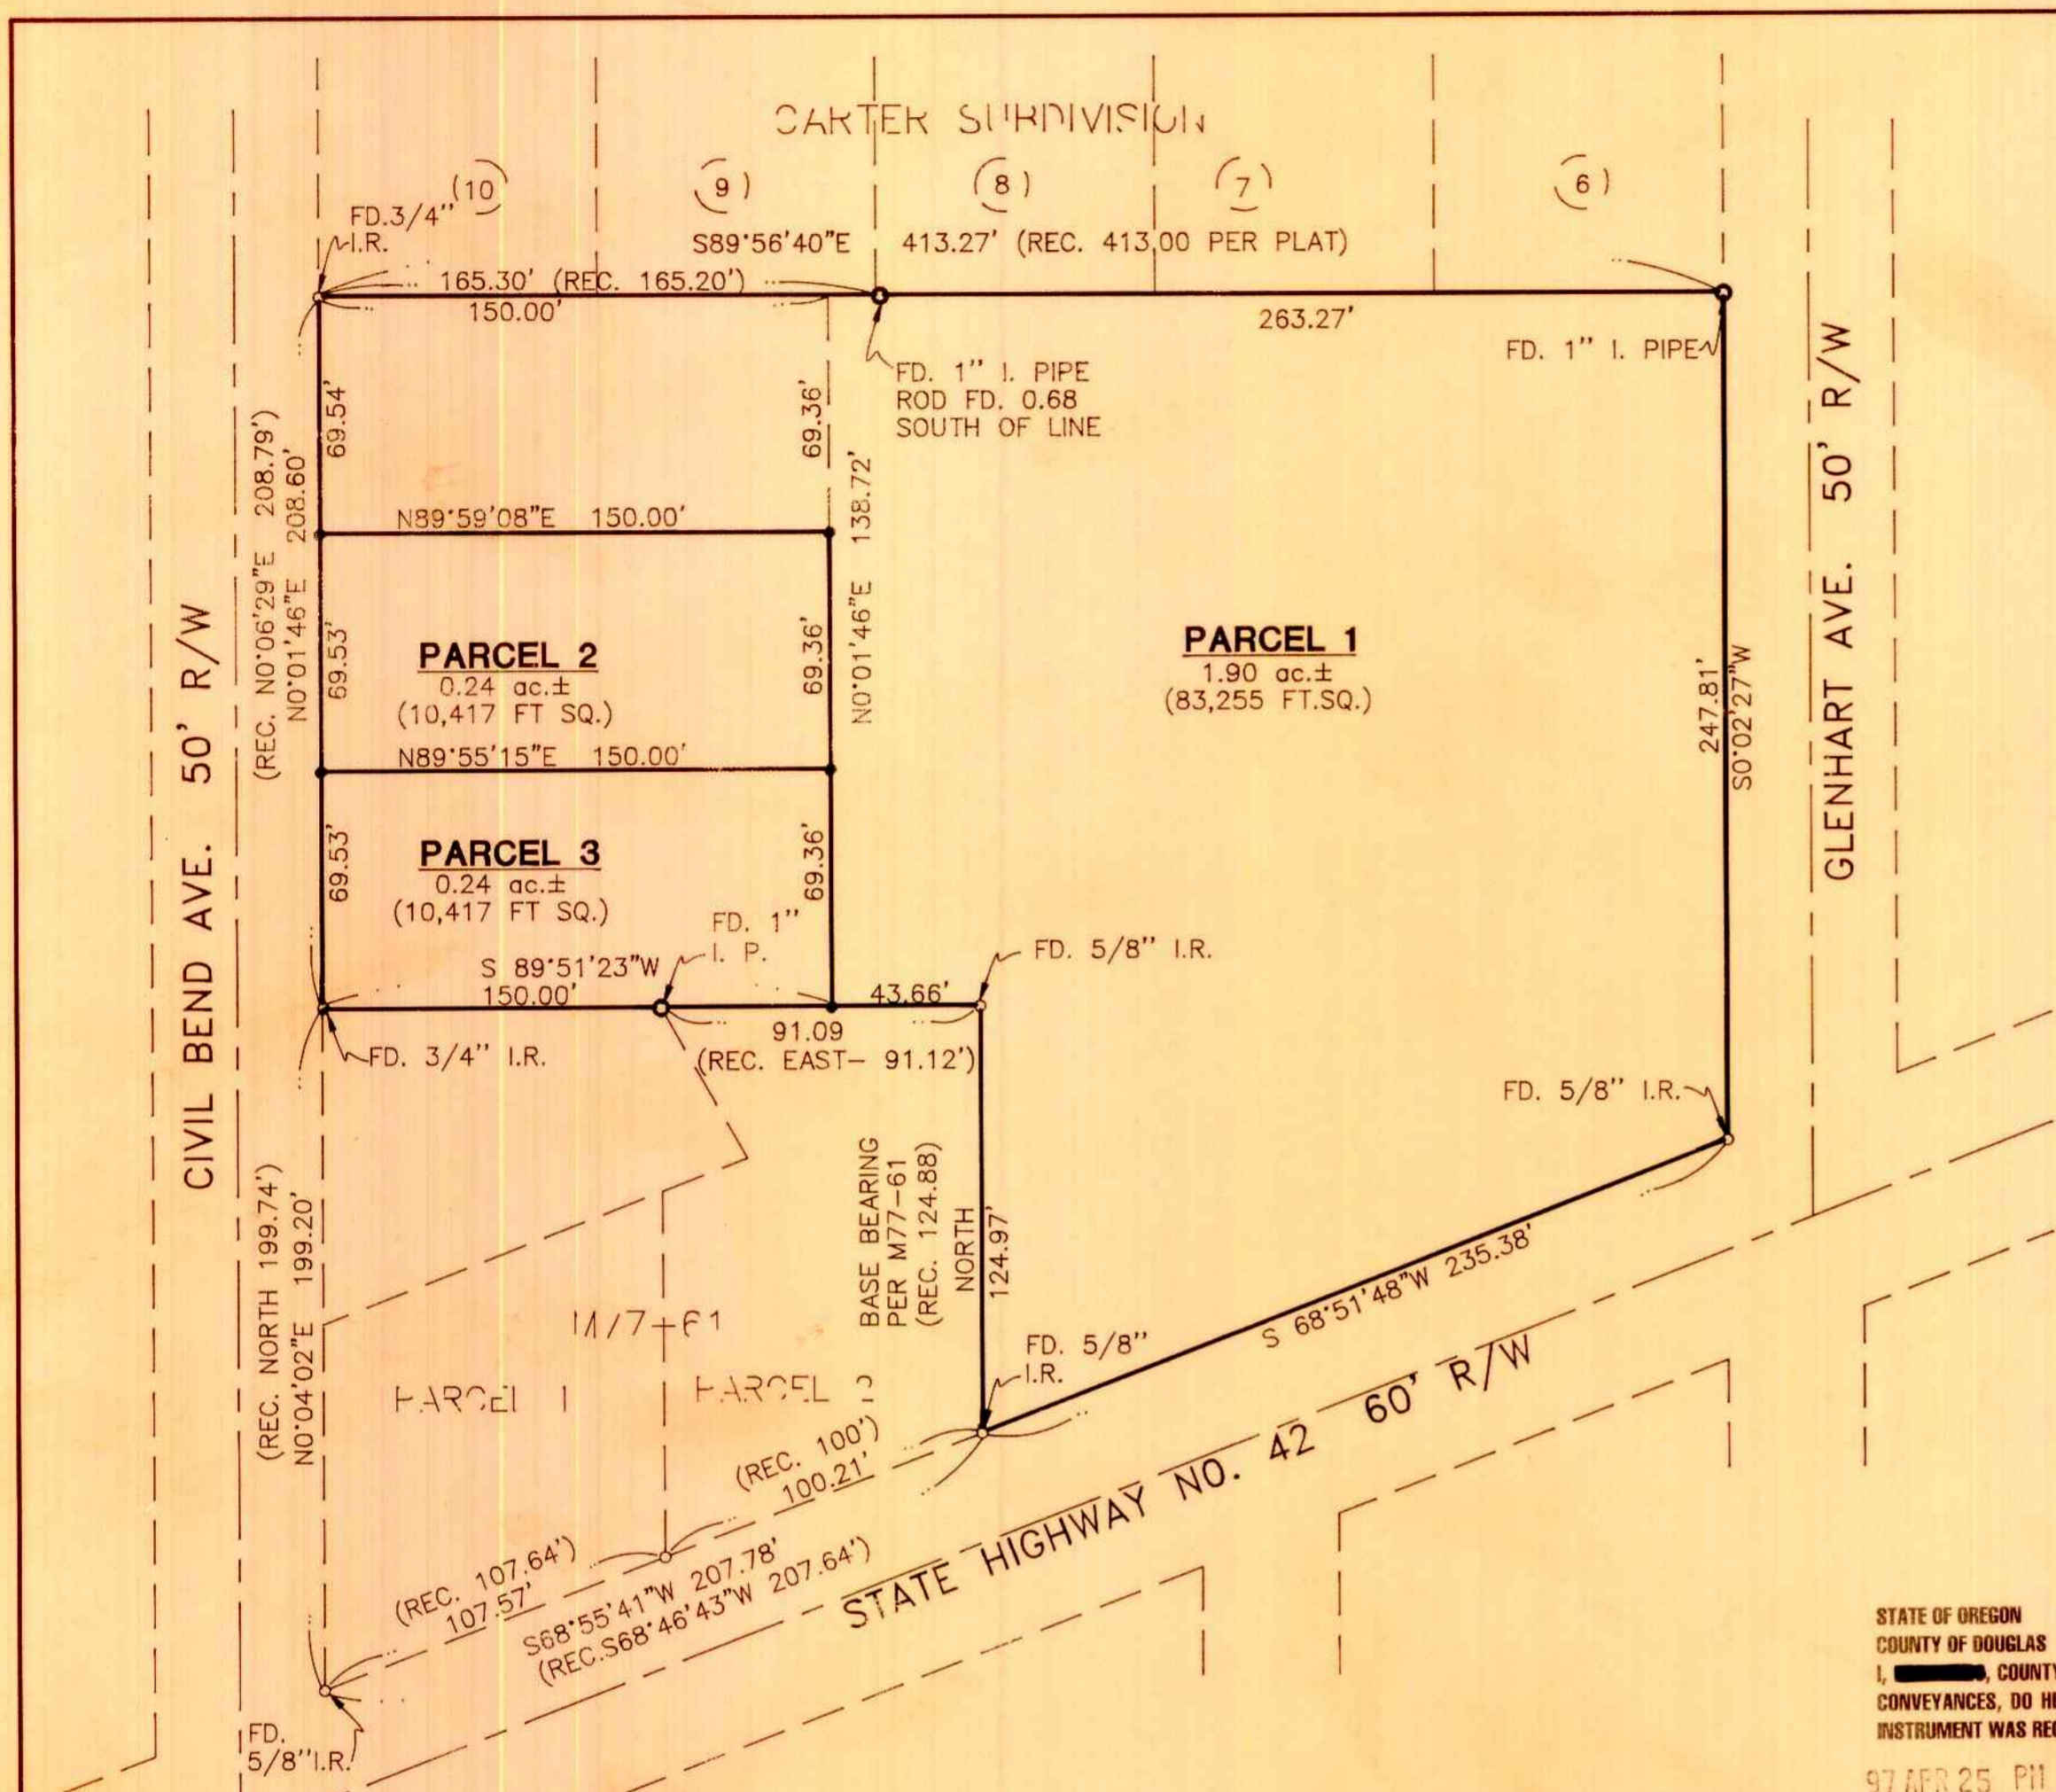 CARTER SUBDIVISION
(10)
(9)
(8)
(7)
(6)
FD.3/4"
I.R.
S89°56'40"E 413.27' (REC. 413.00 PER PLAT)
165.30' (REC. 165.20')
150.00'
263.27'
FD. 1" I. PIPE
FD. 1" I. PIPE
ROD FD. 0.68
SOUTH OF LINE
69.54'
69.36'
(REC. N0°06'29"E 208.79')
N0°01'46"E 208.60'
N89°59'08"E 150.00'
N0°01'46"E 138.72'
CIVIL BEND AVE. 50' R/W
GLENHART AVE. 50' R/W
69.53'
PARCEL 2
0.24 ac.±
(10,417 FT SQ.)
69.36'
PARCEL 1
1.90 ac.±
(83,255 FT.SQ.)
247.81'
S0°02'27"W
N89°55'15"E 150.00'
69.53'
PARCEL 3
0.24 ac.±
(10,417 FT SQ.)
69.36'
FD. 1"
I. P.
FD. 5/8" I.R.
S 89°51'23"W
150.00'
43.66'
91.09
(REC. EAST- 91.12')
FD. 3/4" I.R.
FD. 5/8" I.R.
BASE BEARING
PER M77-61
(REC. 124.88)
NORTH
124.97'
(REC. NORTH 199.74')
N0°04'02"E 199.20'
S 68°51'48"W 235.38'
M77-61
PARCEL 1
PARCEL 2
FD. 5/8"
I.R.
(REC. 100')
100.21'
STATE HIGHWAY NO. 42 60' R/W
(REC. 107.64')
107.57'
S68°55'41"W 207.78'
(REC.S68°46'43"W 207.64')
FD.
5/8"I.R.
STATE OF OREGON
COUNTY OF DOUGLAS
I, , COUNTY
CONVEYANCES, DO
INSTRUMENT WAS
97 APR 25 PM